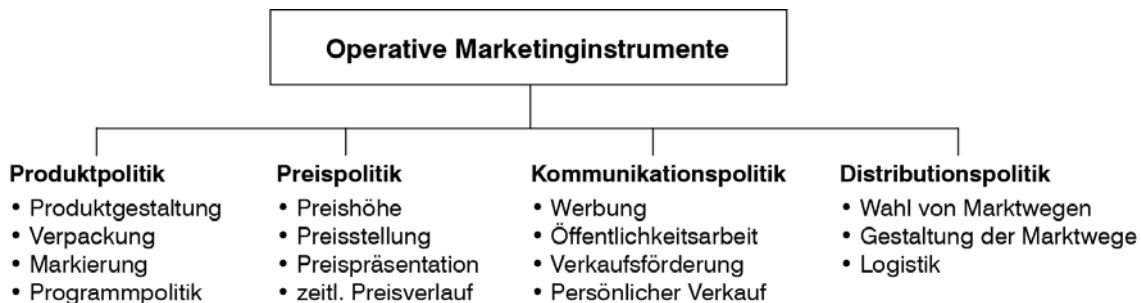 Operative Marketinginstrumente
Produktpolitik
• Produktgestaltung
• Verpackung
• Markierung
• Programmpolitik
Preispolitik
• Preishöhe
• Preisstellung
• Preispräsentation
• zeitl. Preisverlauf
Kommunikationspolitik
• Werbung
• Öffentlichkeitsarbeit
• Verkaufsförderung
• Persönlicher Verkauf
Distributionspolitik
• Wahl von Marktwegen
• Gestaltung der Marktwege
• Logistik